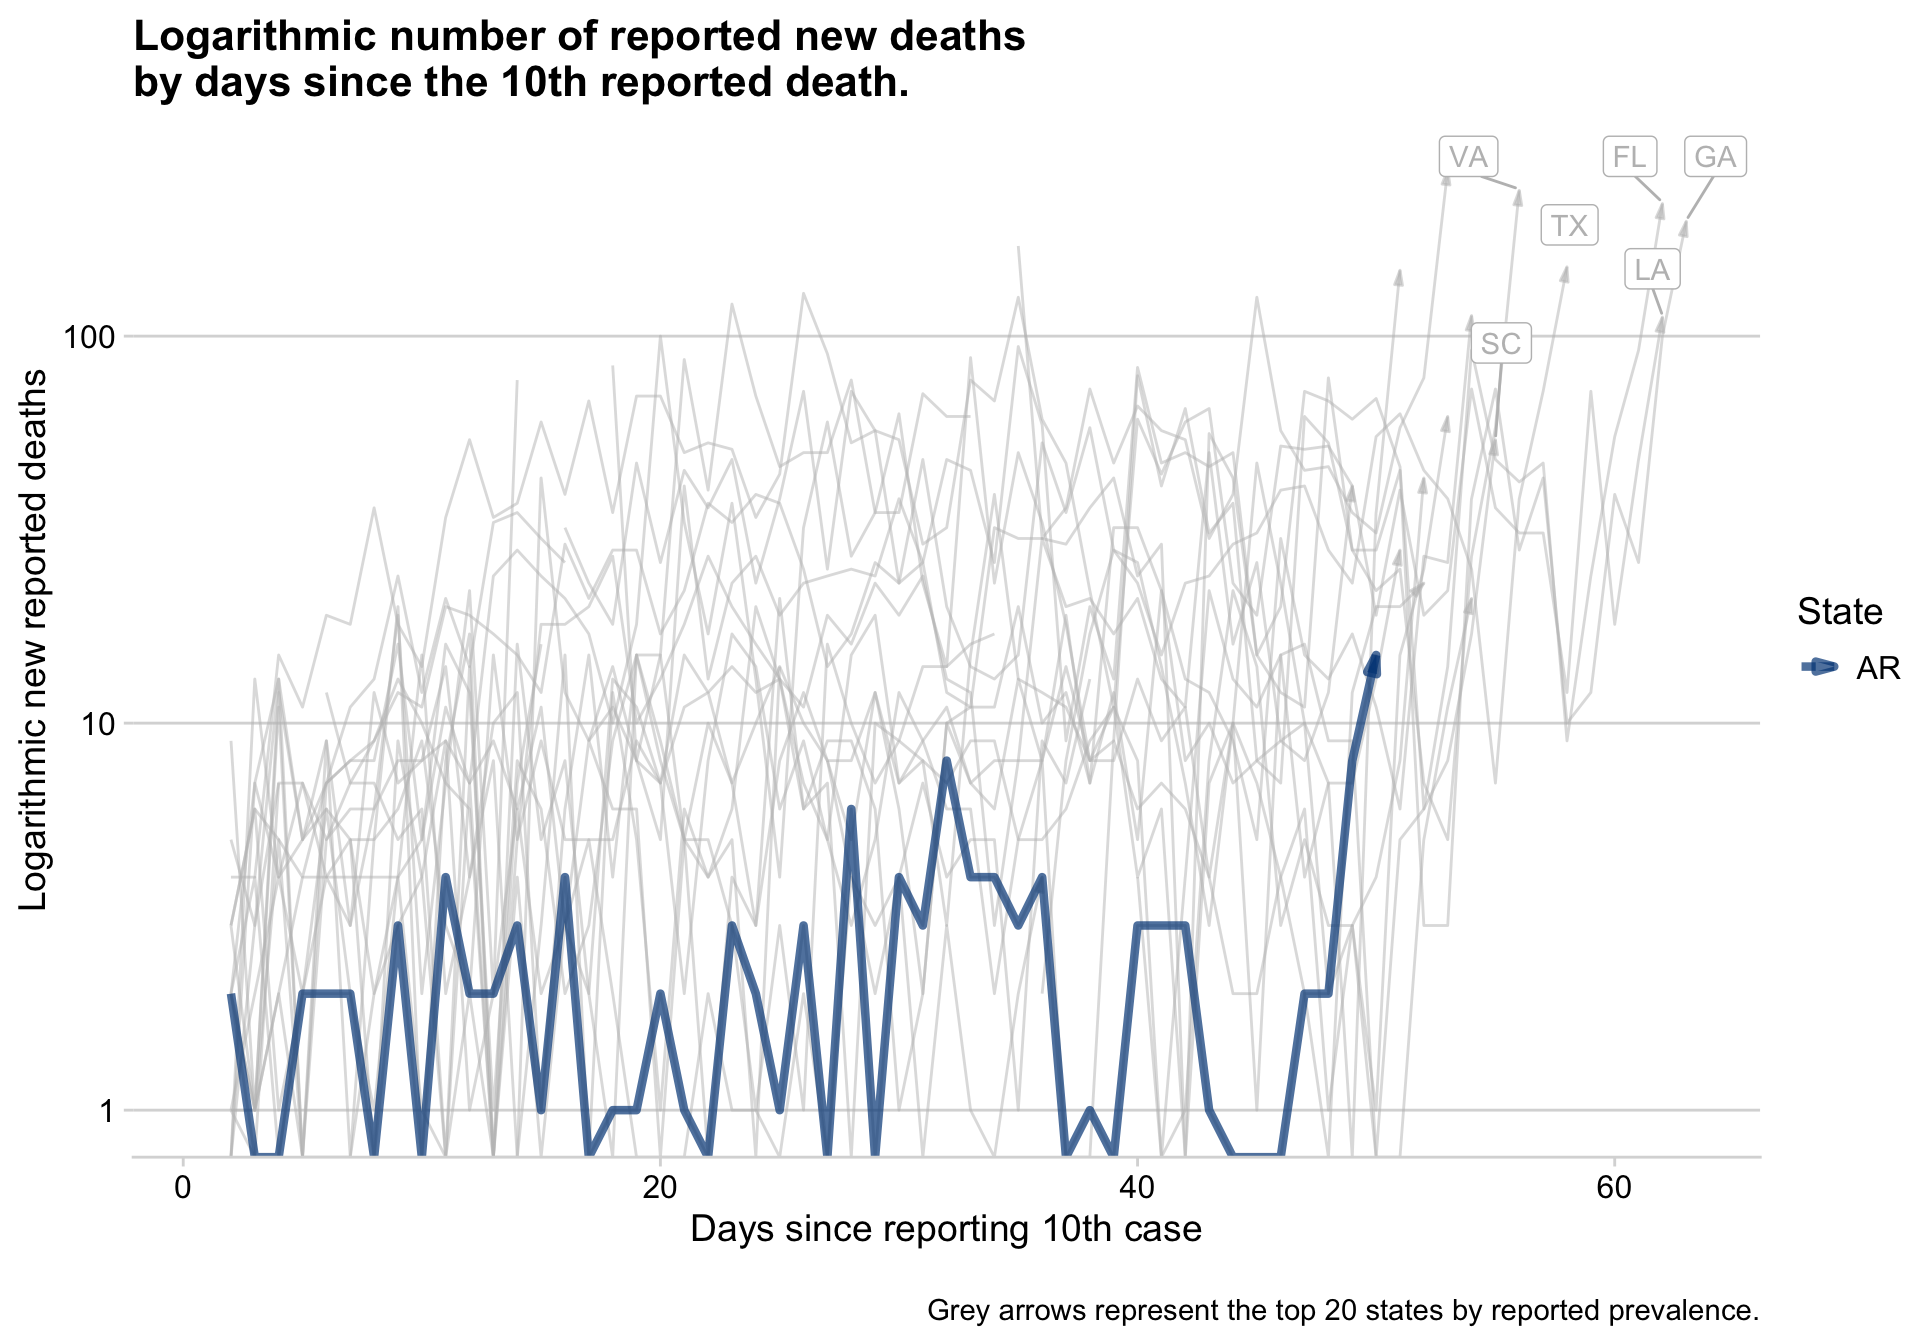 Logarithmic number of reported new deaths
by days since the 10th reported death.
VA
FL
GA
TX
LA
SC
100
10
1
Logarithmic new reported deaths
0
20
40
60
Days since reporting 10th case
State
AR
Grey arrows represent the top 20 states by reported prevalence.